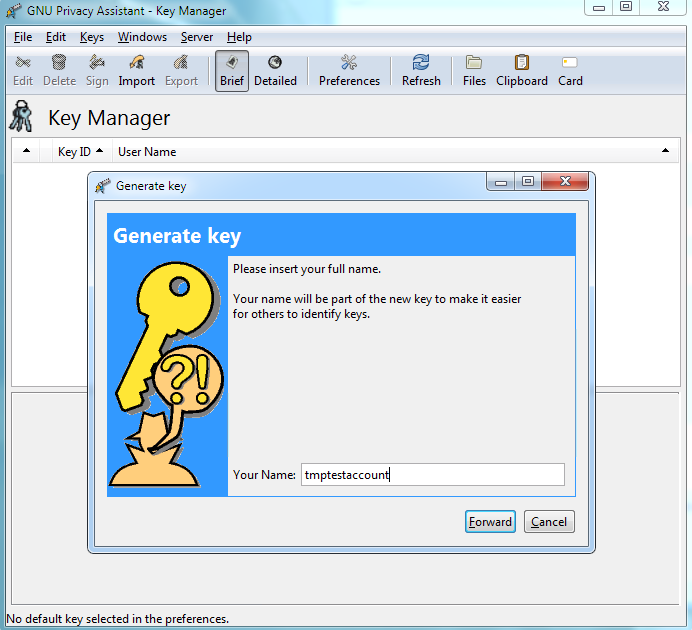 GNU Privacy Assistant - Key Manager
File Edit Keys Windows Server Help
Edit Delete Sign Import Export Brief Detailed Preferences Refresh Files Clipboard Card
Key Manager
Key ID User Name
Generate key
Generate key
Please insert your full name.
Your name will be part of the new key to make it easier
for others to identify keys.
?!
Your Name: tmptestaccount
Forward Cancel
No default key selected in the preferences.